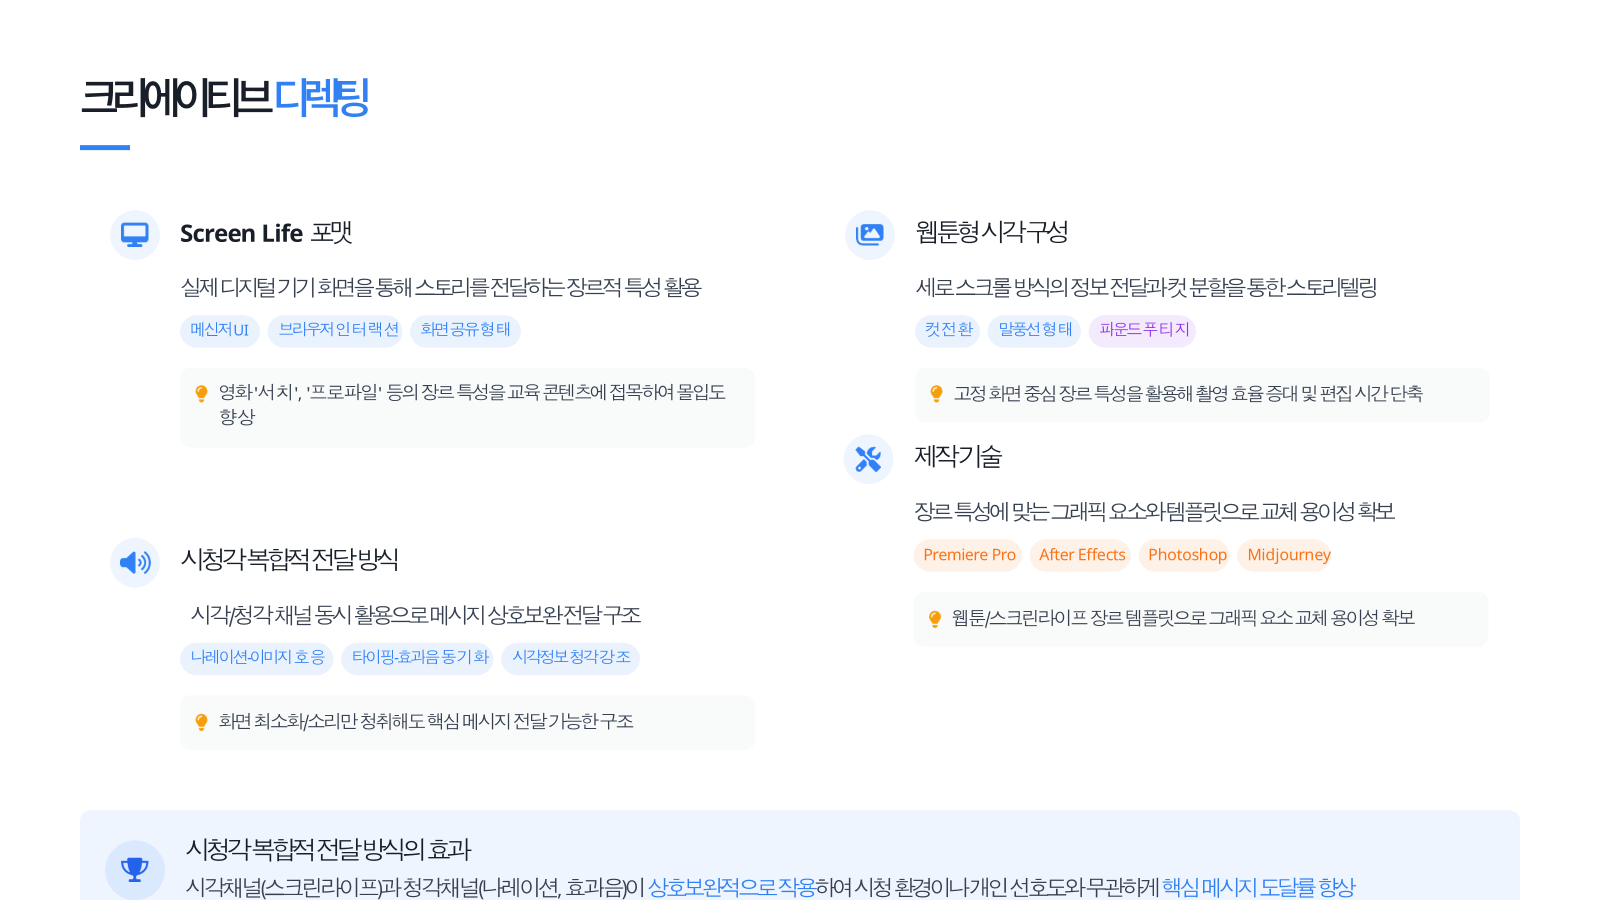 크리에이티브 디렉팅
Screen Life 포맷
실제 디지털 기기 화면을 통해 스토리를 전달하는 장르적 특성 활용
메신저 UI 브라우저 인터랙션 화면 공유 형태
영화 '서치', '프로파일' 등의 장르 특성을 교육 콘텐츠에 접목하여 몰입도
향상
웹툰형 시각 구성
세로 스크롤 방식의 정보 전달과 컷 분할을 통한 스토리텔링
컷 전환 말풍선 형태 파운드 푸티지
고정 화면 중심 장르 특성을 활용해 촬영 효율 증대 및 편집 시간 단축
제작 기술
장르 특성에 맞는 그래픽 요소와 템플릿으로 교체 용이성 확보
Premiere Pro After Effects Photoshop Midjourney
웹툰/스크린라이프 장르 템플릿으로 그래픽 요소 교체 용이성 확보
시청각 복합적 전달 방식
시각/청각 채널 동시 활용으로 메시지 상호보완 전달 구조
나레이션-이미지 호응 타이핑-효과음 동기화 시각정보 청각 강조
화면 최소화/소리만 청취해도 핵심 메시지 전달 가능한 구조
시청각 복합적 전달 방식의 효과
시각채널(스크린라이프)과 청각채널(나레이션, 효과음)이 상호보완적으로 작용하여 시청 환경이나 개인 선호도와 무관하게 핵심 메시지 도달률 향상